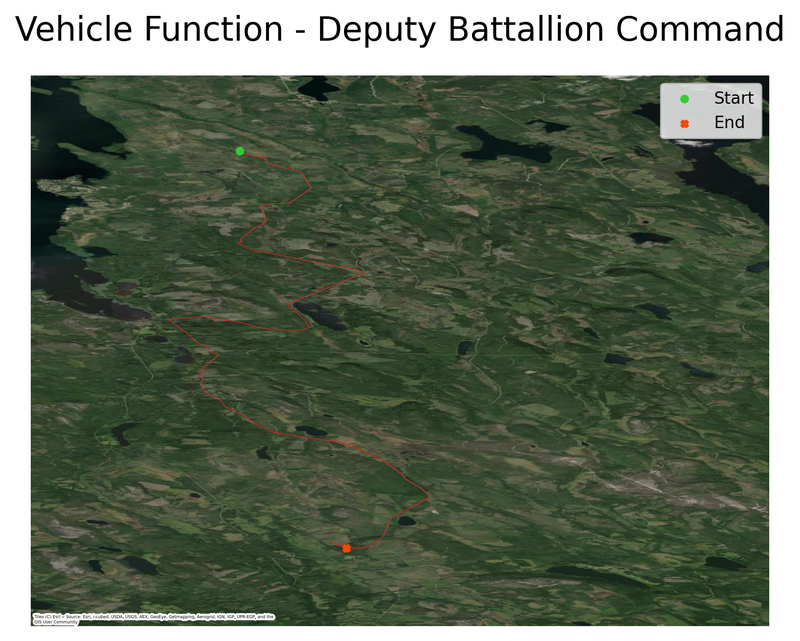 Vehicle Function - Deputy Battallion Command
Start
End
Tiles (C) Esri -- Source: Esri, i-cubed, USDA, USGS, AEX, GeoEye, Getmapping, Aerogrid, IGN, IGP, UPR-EGP, and the
GIS User Community